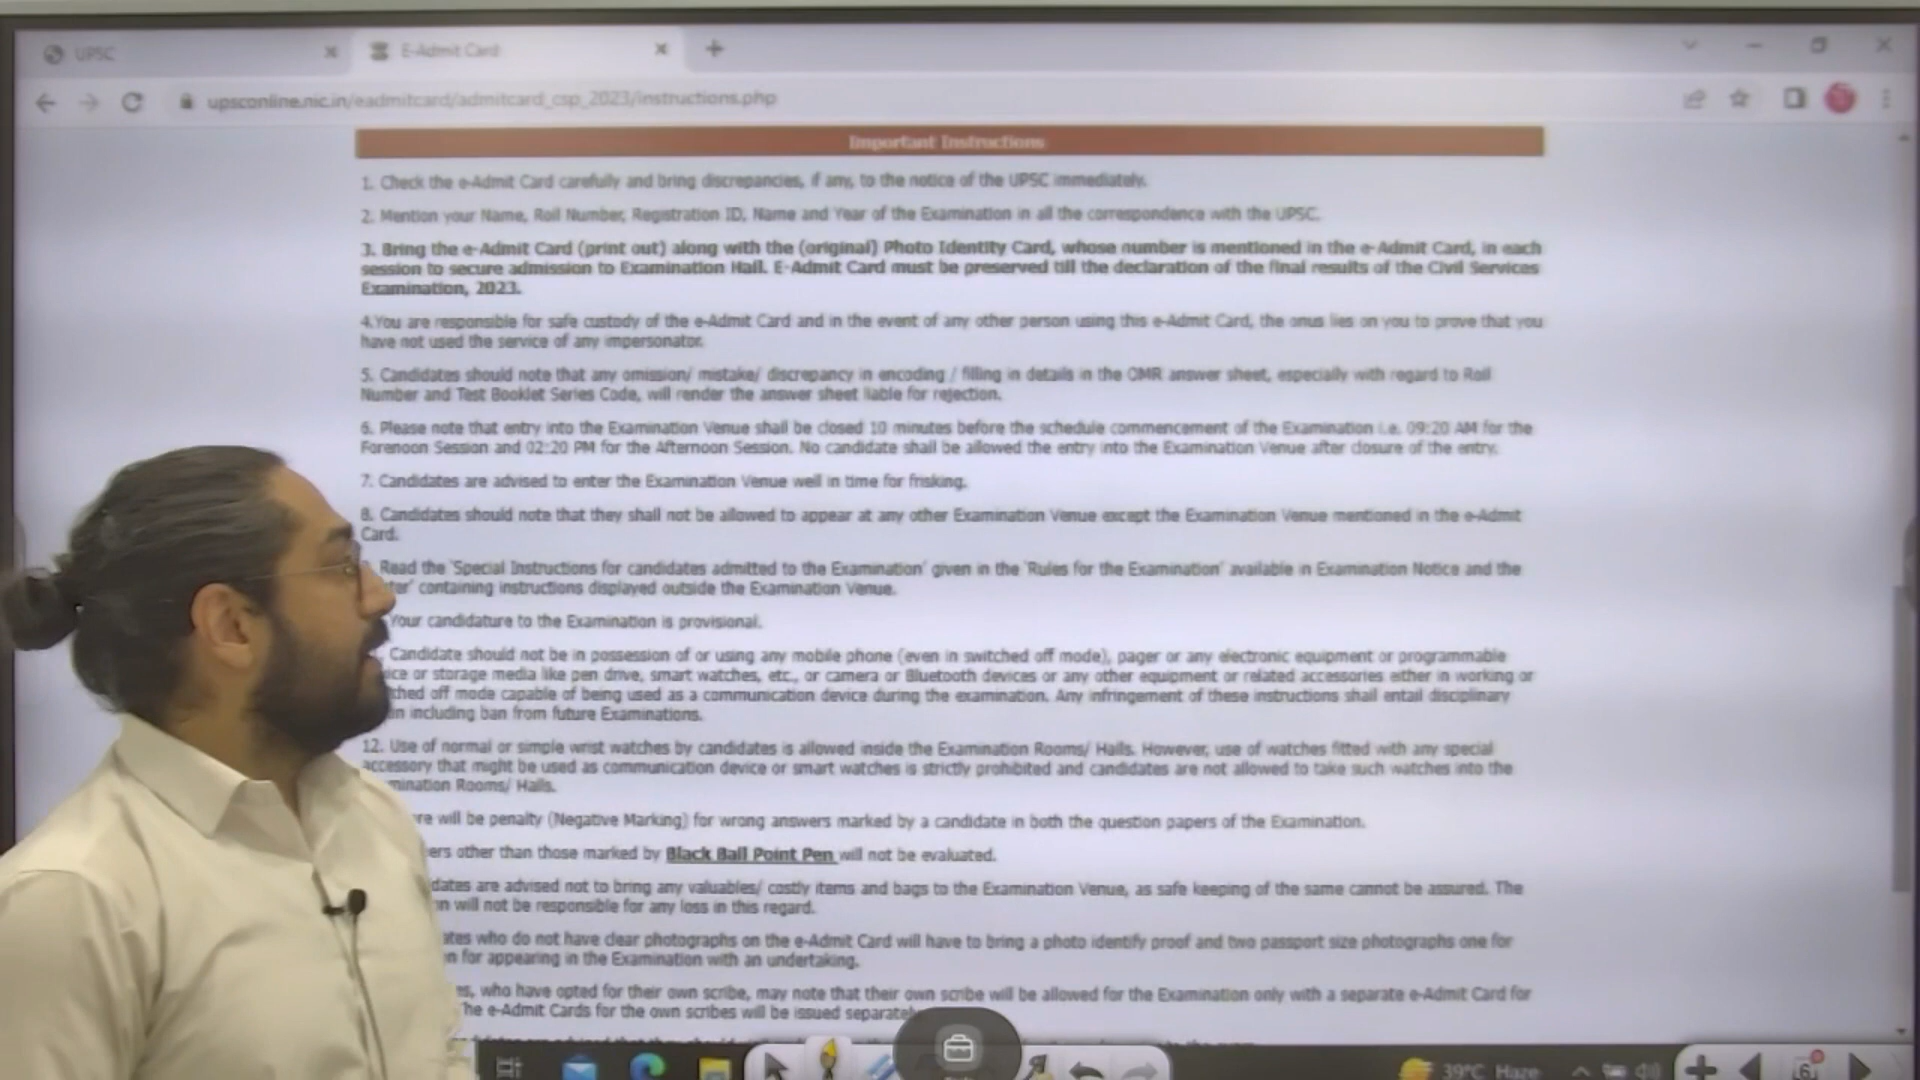 UPSC
E-Admit Card
upsconline.nic.in/eadmitcard/admitcard_csp_2023/instructions.php
Important Instructions
1. Check the e-Admit Card carefully and bring discrepancies, if any, to the notice of the UPSC immediately.
2. Mention your Name, Roll Number, Registration ID, Name and Year of the Examination in all the correspondence with the UPSC.
3. Bring the e-Admit Card (print out) along with the (original) Photo Identity Card, whose number is mentioned in the e-Admit Card, in each
session to secure admission to Examination Hall. E-Admit Card must be preserved till the declaration of the final results of the Civil Services
Examination, 2023.
4.You are responsible for safe custody of the e-Admit Card and in the event of any other person using this e-Admit Card, the onus lies on you to prove that you
have not used the service of any impersonator.
5. Candidates should note that any omission/ mistake/ discrepancy in encoding / filling in details in the OMR answer sheet, especially with regard to Roll
Number and Test Booklet Series Code, will render the answer sheet liable for rejection.
6. Please note that entry into the Examination Venue shall be closed 10 minutes before the schedule commencement of the Examination i.e. 09:20 AM for the
Forenoon Session and 02:20 PM for the Afternoon Session. No candidate shall be allowed the entry into the Examination Venue after closure of the entry.
7. Candidates are advised to enter the Examination Venue well in time for frisking.
8. Candidates should note that they shall not be allowed to appear at any other Examination Venue except the Examination Venue mentioned in the e-Admit
Card.
Read the 'Special Instructions for candidates admitted to the Examination' given in the 'Rules for the Examination' available in Examination Notice and the
ter' containing instructions displayed outside the Examination Venue.
Your candidature to the Examination is provisional.
Candidate should not be in possession of or using any mobile phone (even in switched off mode), pager or any electronic equipment or programmable
ice or storage media like pen drive, smart watches, etc., or camera or Bluetooth devices or any other equipment or related accessories either in working or
ched off mode capable of being used as a communication device during the examination. Any infringement of these instructions shall entail disciplinary
n including ban from future Examinations.
12. Use of normal or simple wrist watches by candidates is allowed inside the Examination Rooms/ Halls. However, use of watches fitted with any special
accessory that might be used as communication device or smart watches is strictly prohibited and candidates are not allowed to take such watches into the
mination Rooms/ Halls.
re will be penalty (Negative Marking) for wrong answers marked by a candidate in both the question papers of the Examination.
ers other than those marked by Black Ball Point Pen will not be evaluated.
dates are advised not to bring any valuables/ costly items and bags to the Examination Venue, as safe keeping of the same cannot be assured. The
n will not be responsible for any loss in this regard.
ates who do not have clear photographs on the e-Admit Card will have to bring a photo identify proof and two passport size photographs one for
n for appearing in the Examination with an undertaking.
es, who have opted for their own scribe, may note that their own scribe will be allowed for the Examination only with a separate e-Admit Card for
he e-Admit Cards for the own scribes will be issued separatel
39°C Haze
6